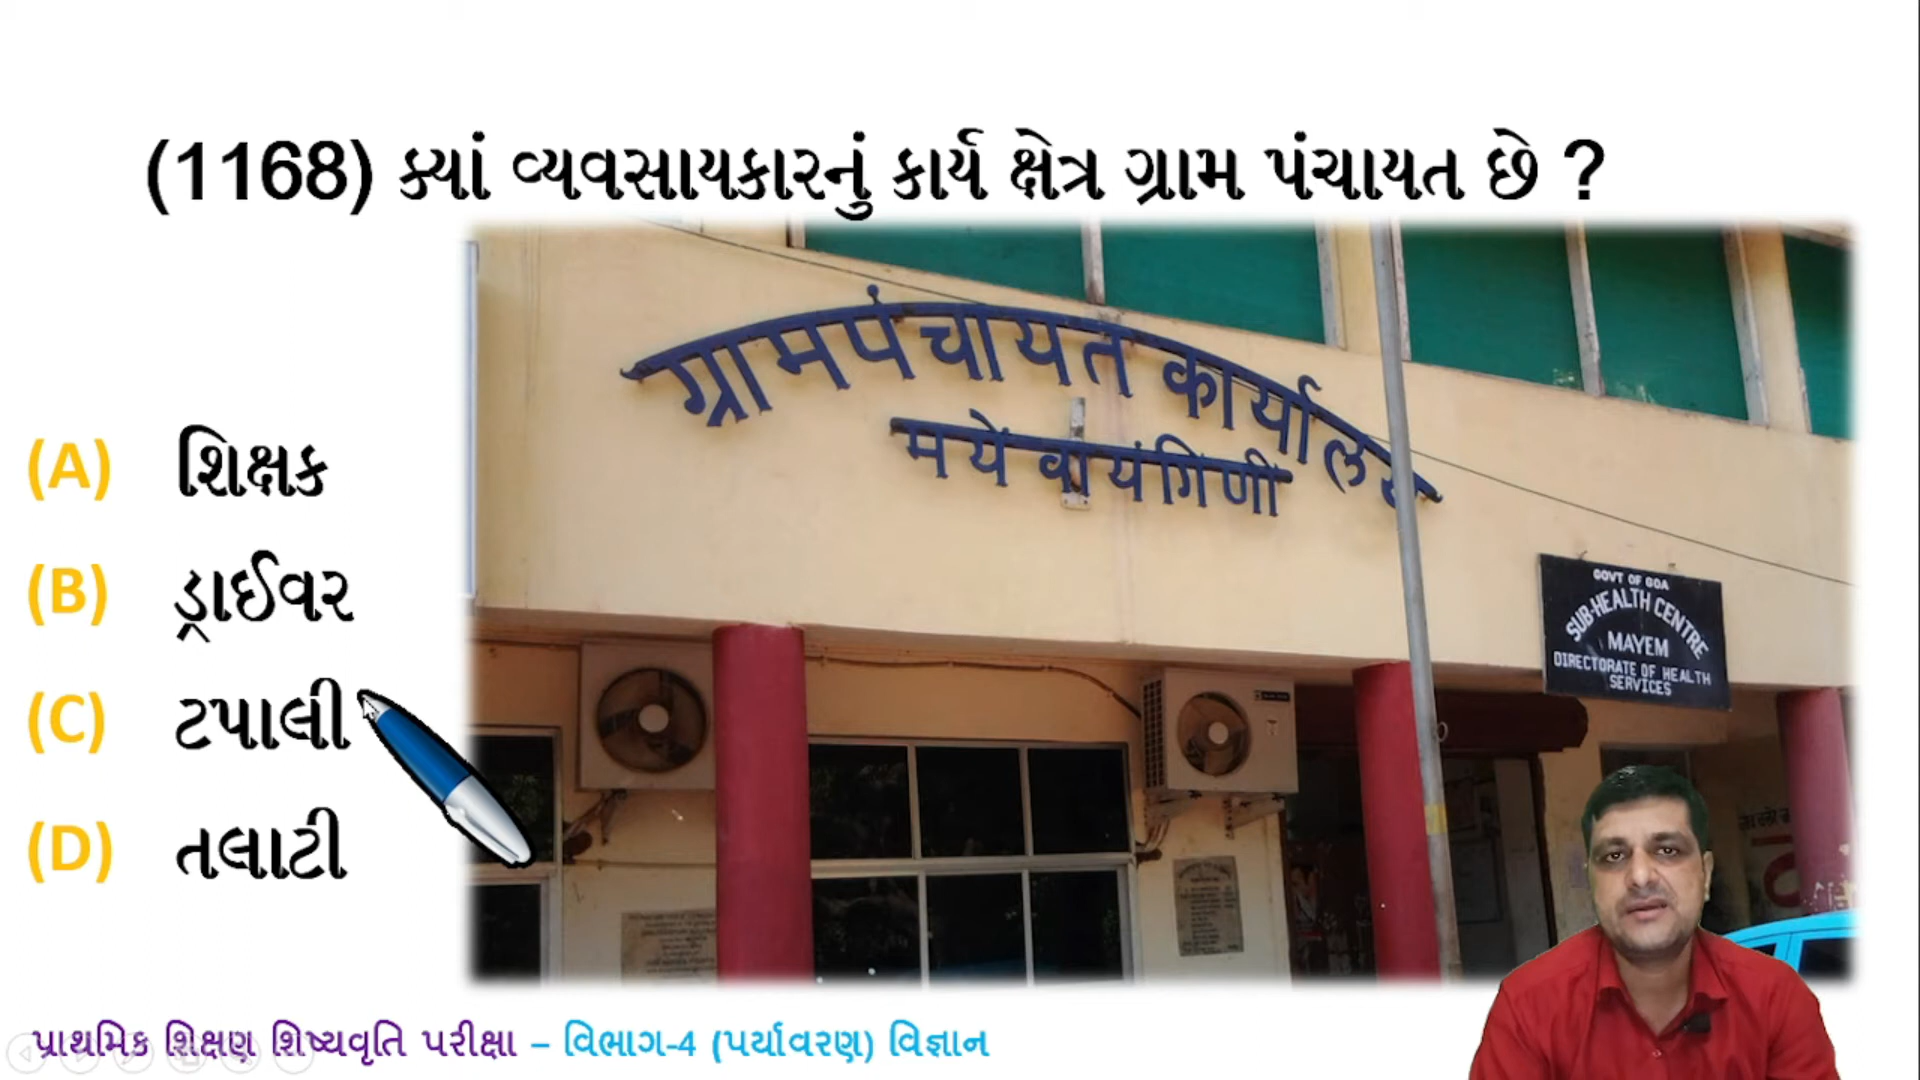 (1168) ક્યાં વ્યવસાયકારનું કાર્ય ક્ષેત્ર ગ્રામ પંચાયત છે ?
ग्रामपंचायत कार्यालय
मये वायंगिणी
GOVT OF GOA
SUB-HEALTH CENTRE
MAYEM
DIRECTORATE OF HEALTH
SERVICES
(A) શિક્ષક
(B) ડ્રાઈવર
(C) ટપાલી
(D) તલાટી
પ્રાથમિક શિક્ષણ શિષ્યવૃતિ પરીક્ષા – વિભાગ-4 (પર્યાવરણ) વિજ્ઞાન